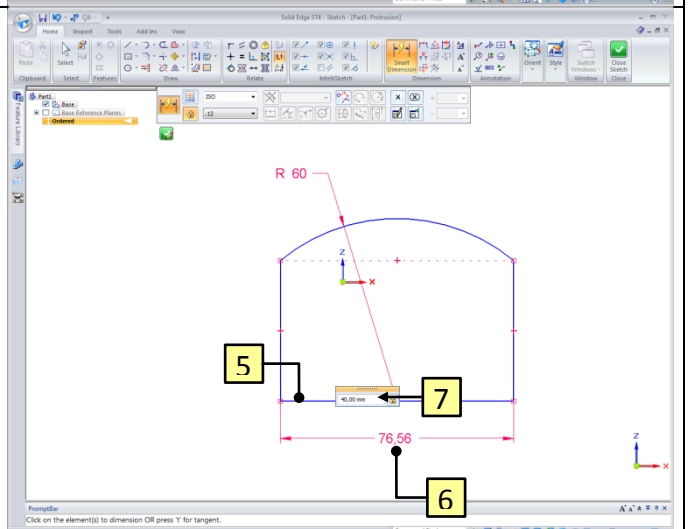 Solid Edge ST4 - Sketch - [Part1: Protrusion]
Home Inspect Tools Add Ins View
Paste
Select
Smart Dimension
Orient
Style
Switch Windows
Close Sketch
Clipboard Select Features Draw Relate IntelliSketch Dimension Annotation Window Close
Feature Library
Part1
Base
Base Reference Planes
Ordered
ISO
.12
R 60
Z
X
5
40,00 mm
7
76,56
6
Z
X
PromptBar
Click on the element(s) to dimension OR press 't' for tangent.